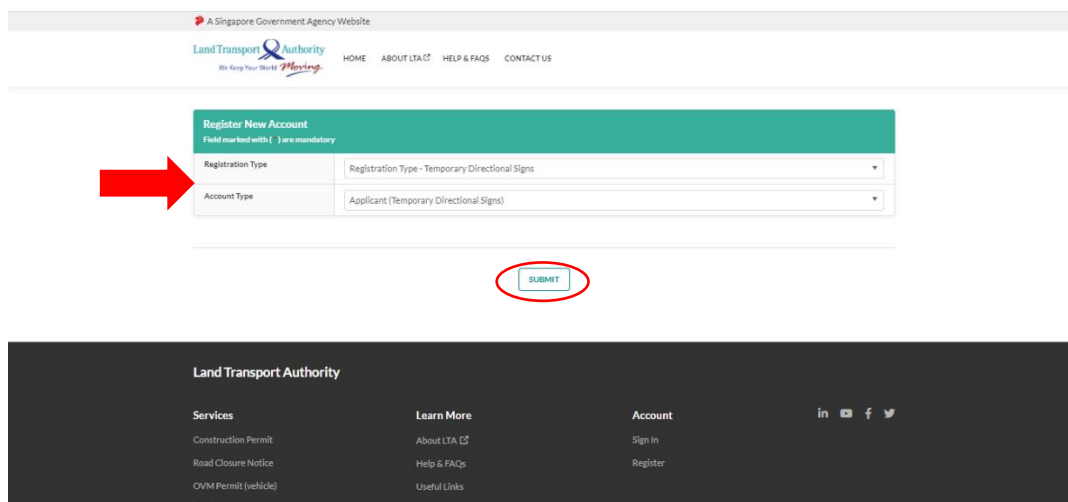 A Singapore Government Agency Website
Land Transport Authority
We Keep Your World Moving
HOME ABOUT LTA HELP & FAQS CONTACT US
Register New Account
Field marked with (*) are mandatory
Registration Type
Registration Type - Temporary Directional Signs
Account Type
Applicant (Temporary Directional Signs)
SUBMIT
Land Transport Authority
Services Learn More Account
Construction Permit About LTA Sign In
Road Closure Notice Help & FAQs Register
OVM Permit (vehicle) Useful Links